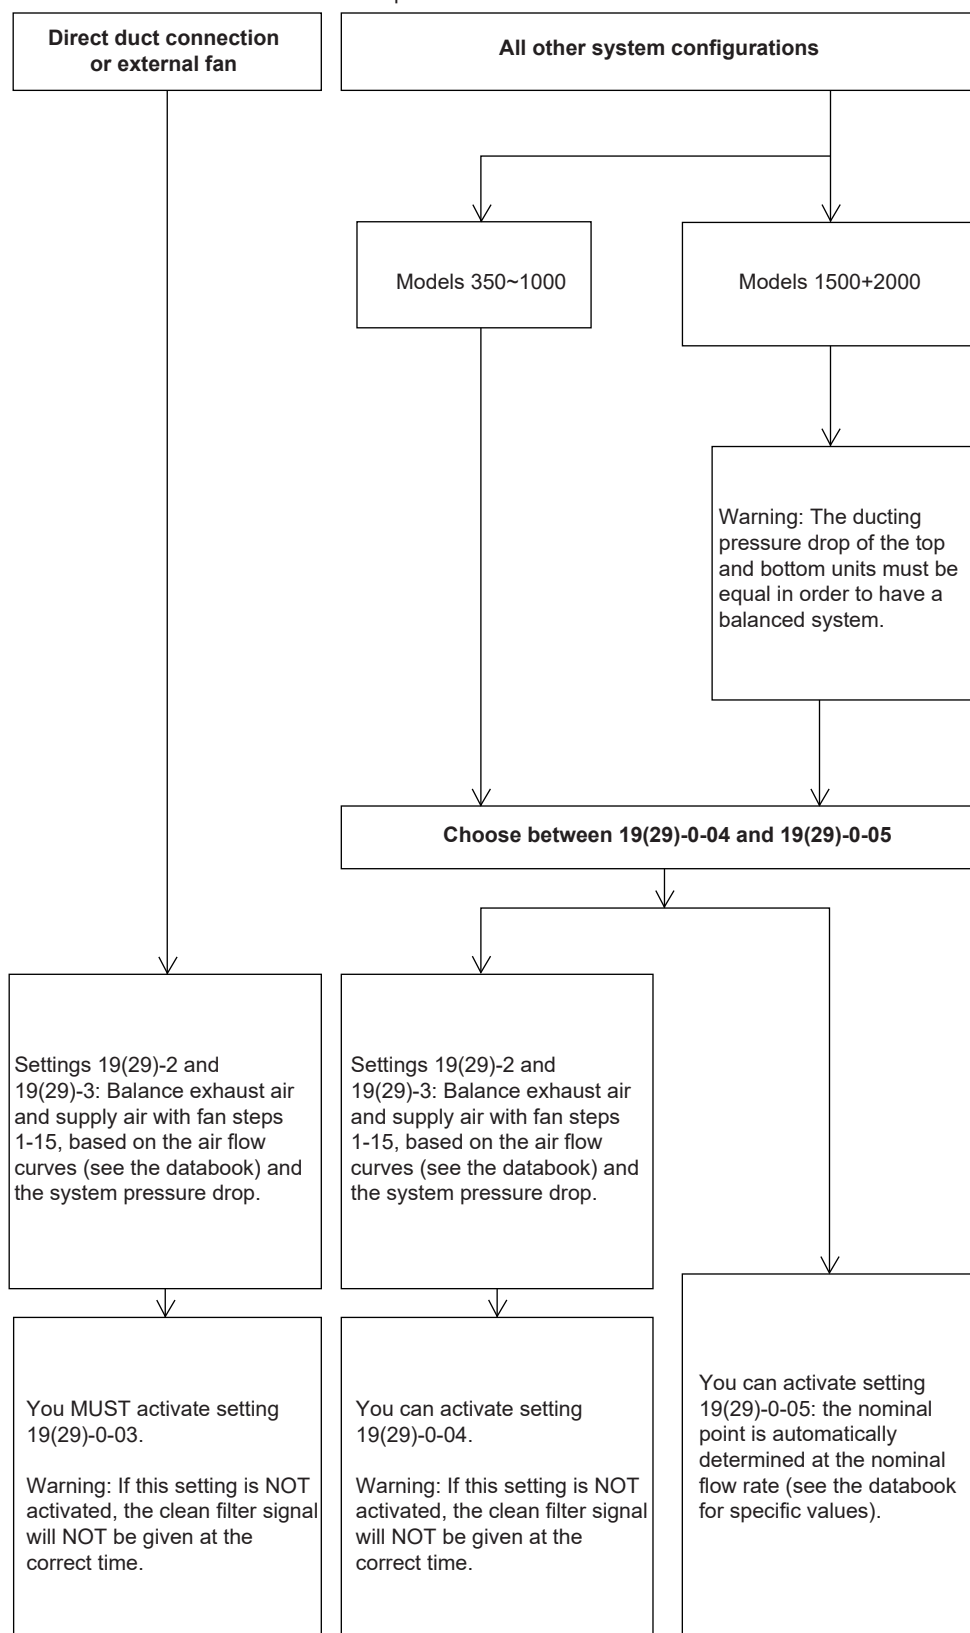 Direct duct connection
or external fan
All other system configurations
Models 350~1000
Models 1500+2000
Warning: The ducting
pressure drop of the top
and bottom units must be
equal in order to have a
balanced system.
Choose between 19(29)-0-04 and 19(29)-0-05
Settings 19(29)-2 and
19(29)-3: Balance exhaust air
and supply air with fan steps
1-15, based on the air flow
curves (see the databook) and
the system pressure drop.
Settings 19(29)-2 and
19(29)-3: Balance exhaust air
and supply air with fan steps
1-15, based on the air flow
curves (see the databook) and
the system pressure drop.
You MUST activate setting
19(29)-0-03.
Warning: If this setting is NOT
activated, the clean filter signal
will NOT be given at the
correct time.
You can activate setting
19(29)-0-04.
Warning: If this setting is NOT
activated, the clean filter signal
will NOT be given at the
correct time.
You can activate setting
19(29)-0-05: the nominal
point is automatically
determined at the nominal
flow rate (see the databook
for specific values).